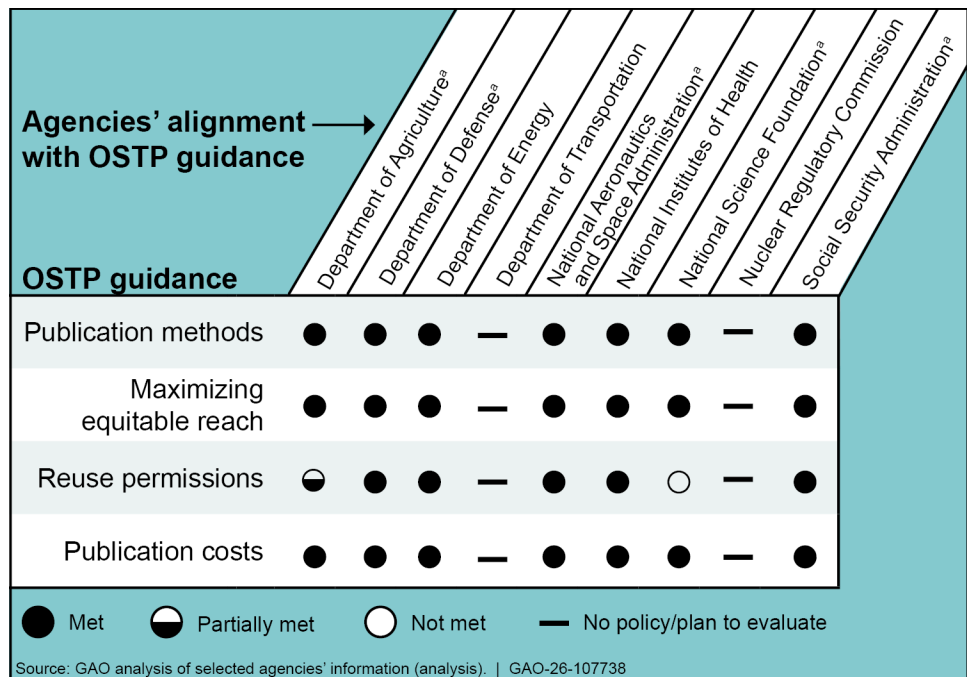 Agencies’ alignment
with OSTP guidance
OSTP guidance
Department of Agricultureª
Department of Defenseª
Department of Energy
Department of Transportation
National Aeronautics
and Space Administrationª
National Institutes of Health
National Science Foundationª
Nuclear Regulatory Commission
Social Security Administrationª
Publication methods
Maximizing
equitable reach
Reuse permissions
Publication costs
Met
Partially met
Not met
No policy/plan to evaluate
Source: GAO analysis of selected agencies’ information (analysis). | GAO-26-107738